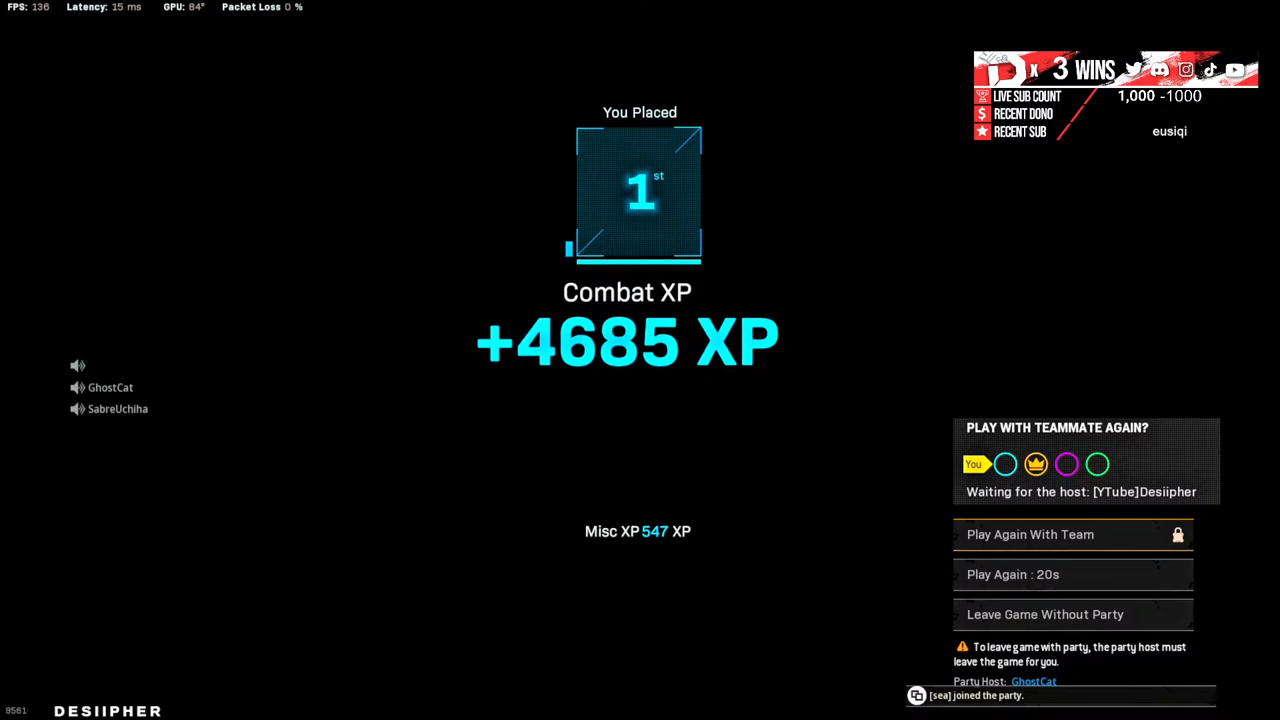 FPS: 136 Latency: 15 ms GPU: 84° Packet Loss 0 %
X 3 WINS
LIVE SUB COUNT 1,000 -1000
RECENT DONO
RECENT SUB eusiqi
You Placed
1st
Combat XP
+4685 XP
GhostCat
SabreUchiha
Misc XP 547 XP
PLAY WITH TEAMMATE AGAIN?
You
Waiting for the host: [YTube]Desiipher
Play Again With Team
Play Again : 20s
Leave Game Without Party
To leave game with party, the party host must
leave the game for you.
Party Host: GhostCat
[sea] joined the party.
9561 DESIIPHER